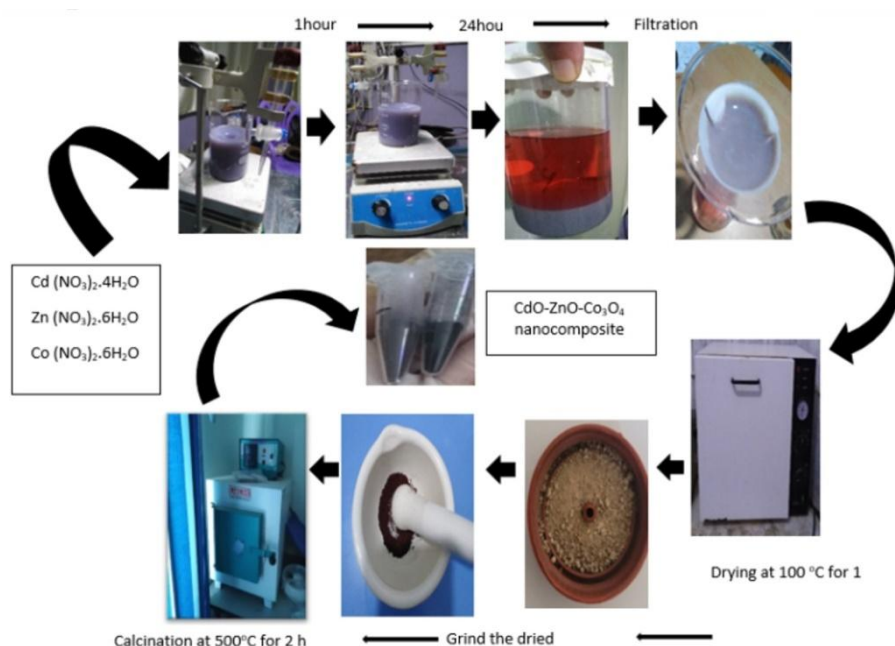 1hour
24hou
Filtration
Cd (NO₃)₂.4H₂O
Zn (NO₃)₂.6H₂O
Co (NO₃)₂.6H₂O
CdO-ZnO-Co₃O₄
nanocomposite
Drying at 100 °C for 1
Calcination at 500°C for 2 h
Grind the dried